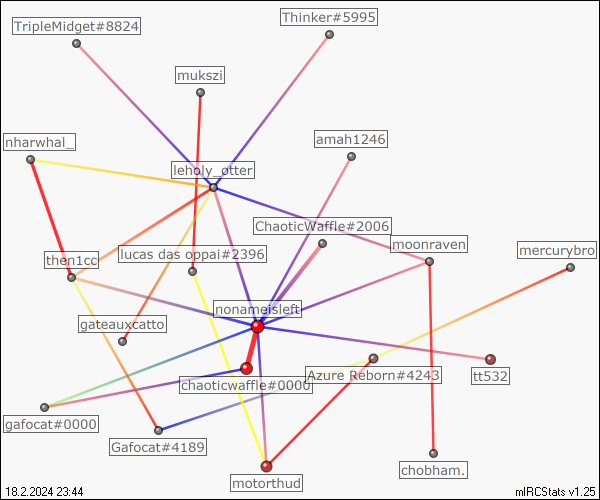 TripleMidget#8824
Thinker#5995
mukszi
nharwhal_
amah1246
leholy_otter
ChaoticWaffle#2006
moonraven
mercurybro
then1cc
lucas das oppai#2396
nonameisleft
gateauxcatto
chaoticwaffle#0000
Azure Reborn#4243
tt532
gafocat#0000
Gafocat#4189
chobham.
motorthud
18.2.2024 23:44
mIRCStats v1.25